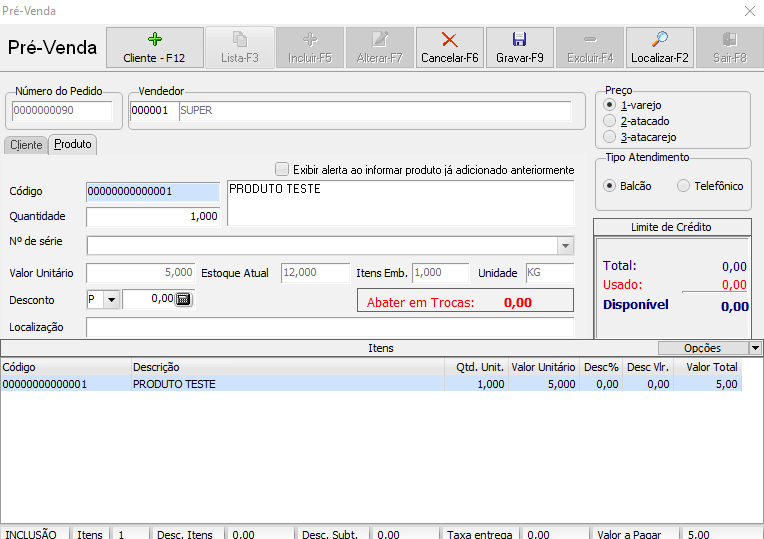 Pré-Venda
Pré-Venda
Cliente - F12
Lista-F3
Incluir-F5
Alterar-F7
Cancelar-F6
Gravar-F9
Excluir-F4
Localizar-F2
Sair-F8
Número do Pedido
0000000090
Vendedor
000001 SUPER
Preço
1-varejo
2-atacado
3-atacarejo
Cliente Produto
Tipo Atendimento
Balcão Telefônico
Exibir alerta ao informar produto já adicionado anteriormente
Código 00000000000001 PRODUTO TESTE
Quantidade 1,000
Nº de série
Valor Unitário 5,000 Estoque Atual 12,000 Itens Emb. 1,000 Unidade KG
Desconto P 0,00
Abater em Trocas: 0,00
Localização
Limite de Crédito
Total: 0,00
Usado: 0,00
Disponível 0,00
Itens Opções
Código Descrição Qtd. Unit. Valor Unitário Desc% Desc Vlr. Valor Total
00000000000001 PRODUTO TESTE 1,000 5,000 0,00 0,00 5,00
INCLUSÃO Itens 1 Desc. Itens 0,00 Desc. Subt. 0,00 Taxa entrega 0,00 Valor a Pagar 5,00